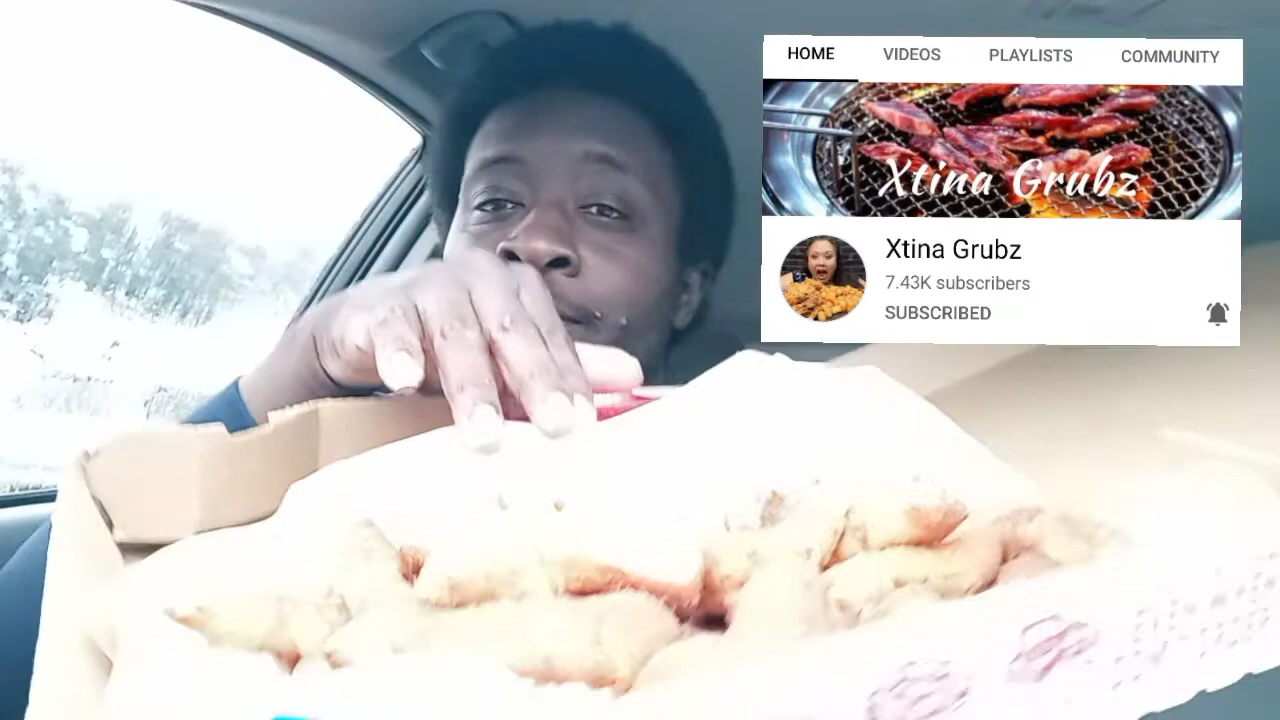 HOME VIDEOS PLAYLISTS COMMUNITY
Xtina Grubz
Xtina Grubz
7.43K subscribers
SUBSCRIBED